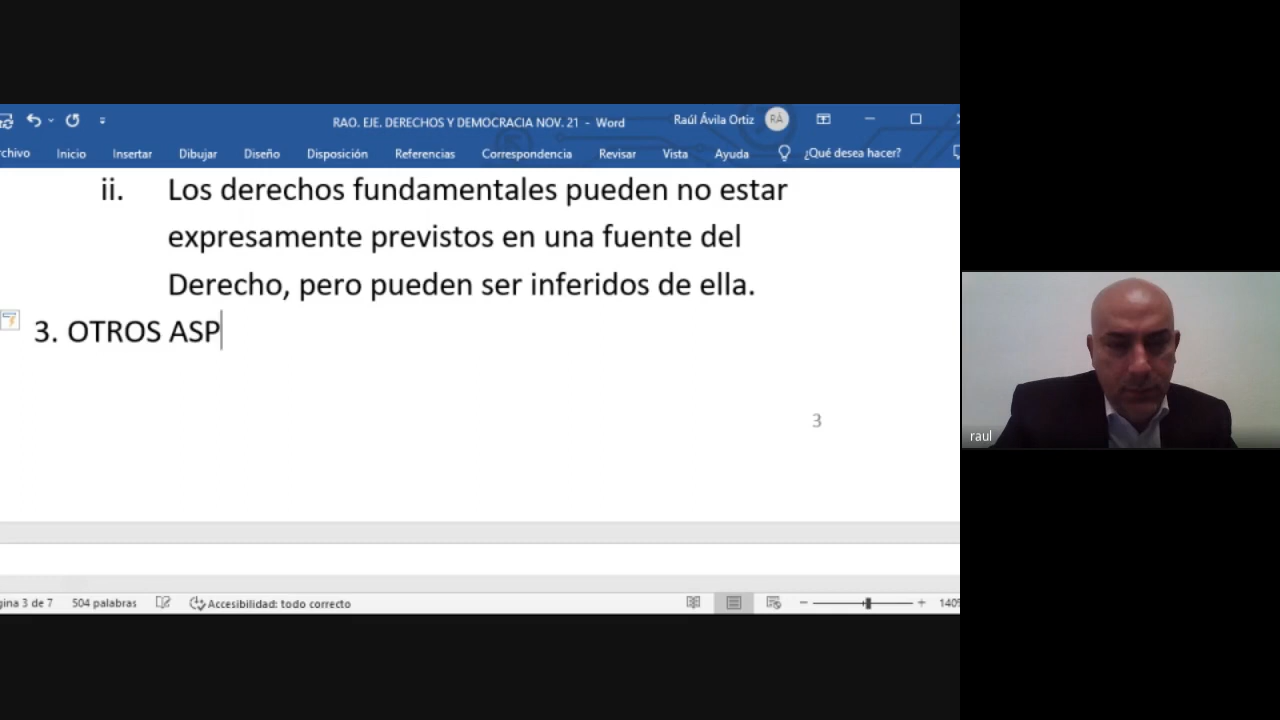 RAO. EJE. DERECHOS Y DEMOCRACIA NOV. 21 - Word
Raúl Ávila Ortiz
RÁ
rchivo
Inicio
Insertar
Dibujar
Diseño
Disposición
Referencias
Correspondencia
Revisar
Vista
Ayuda
¿Qué desea hacer?
ii. Los derechos fundamentales pueden no estar
expresamente previstos en una fuente del
Derecho, pero pueden ser inferidos de ella.
3. OTROS ASP
3
raul
gina 3 de 7
504 palabras
Accesibilidad: todo correcto
140